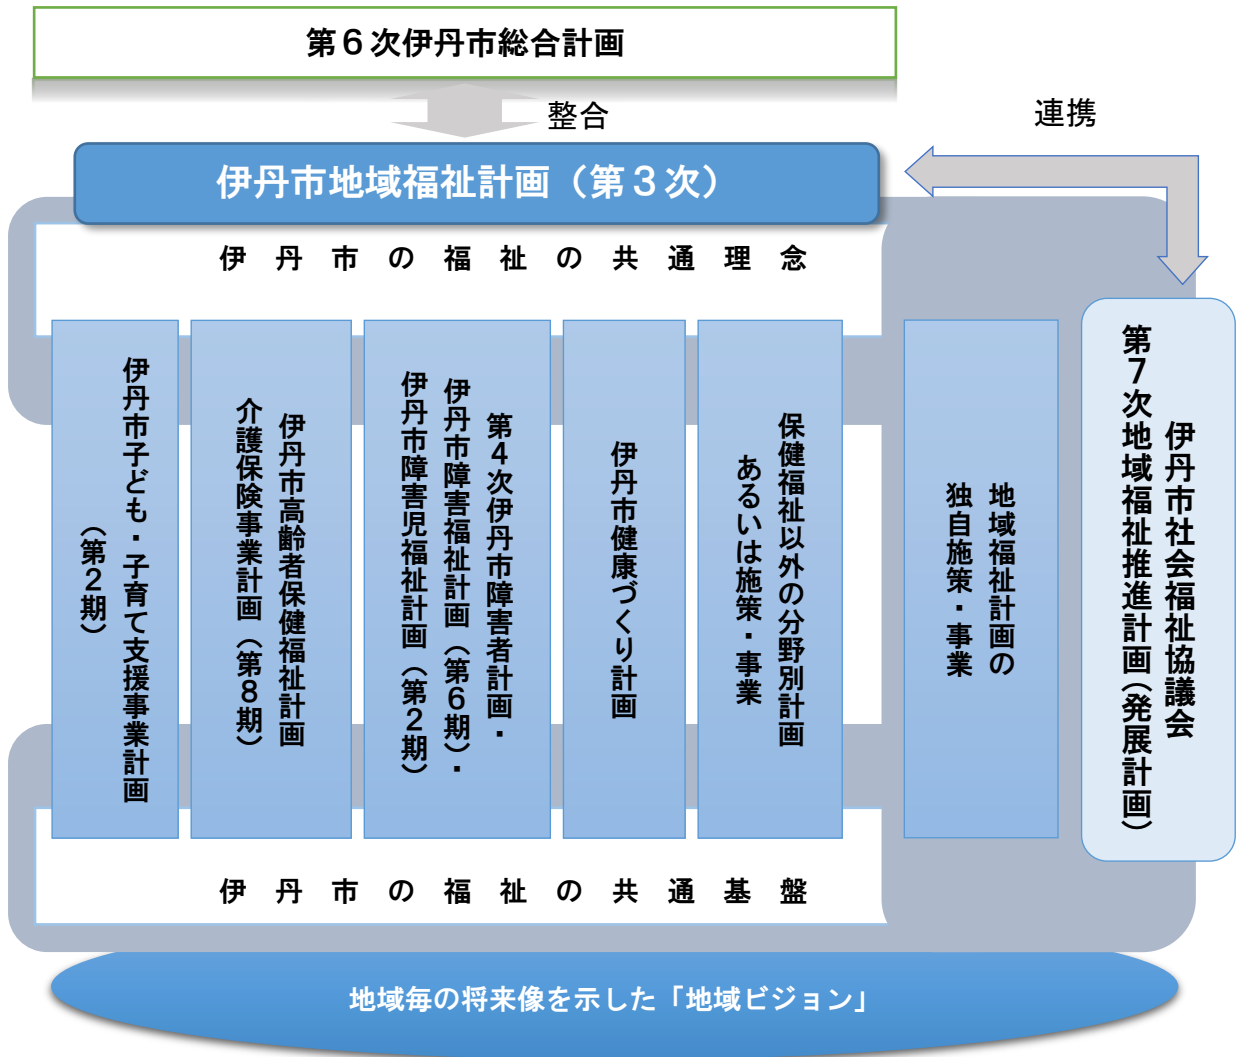 第６次伊丹市総合計画
整合
連携
伊丹市地域福祉計画（第３次）
伊丹市の福祉の共通理念
伊丹市子ども・子育て支援事業計画
（第２期）
伊丹市高齢者保健福祉計画
介護保険事業計画（第８期）
第４次伊丹市障害者計画・
伊丹市障害福祉計画（第６期）・
伊丹市障害児福祉計画（第２期）
伊丹市健康づくり計画
保健福祉以外の分野別計画
あるいは施策・事業
地域福祉計画の
独自施策・事業
伊丹市社会福祉協議会
第７次地域福祉推進計画（発展計画）
伊丹市の福祉の共通基盤
地域毎の将来像を示した「地域ビジョン」